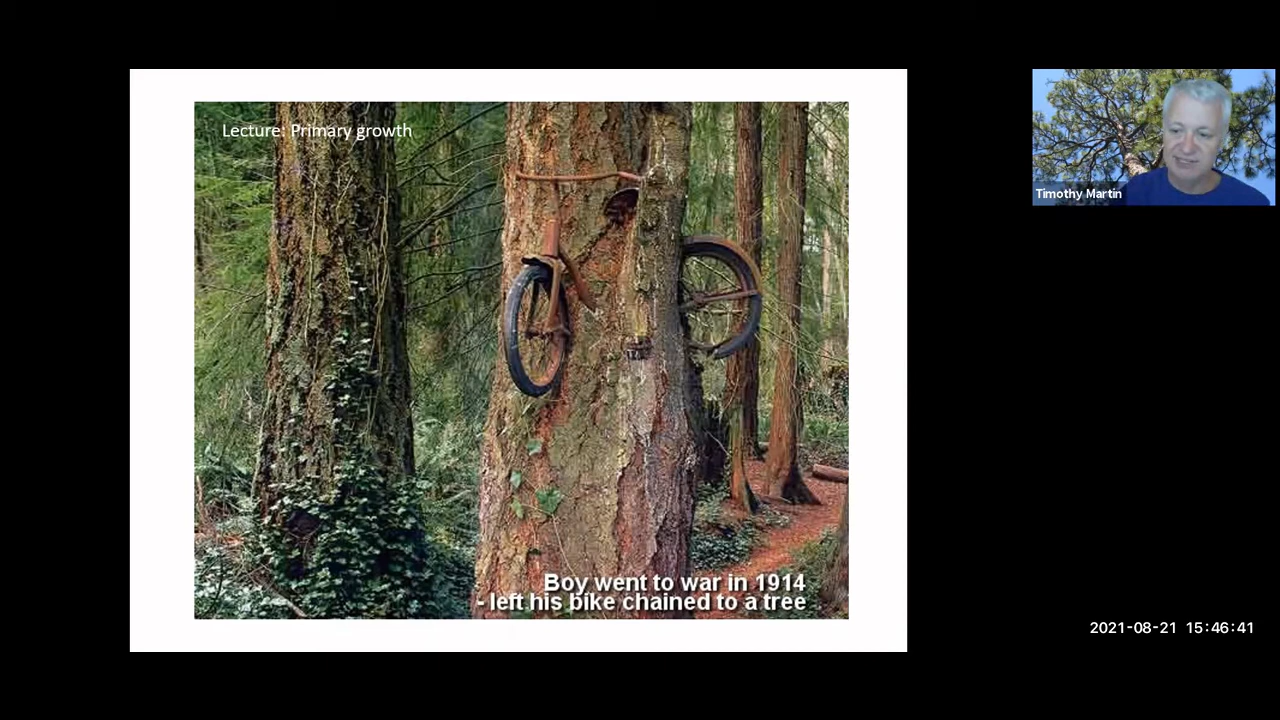 Lecture: Primary growth
Boy went to war in 1914
- left his bike chained to a tree
Timothy Martin
2021-08-21 15:46:41